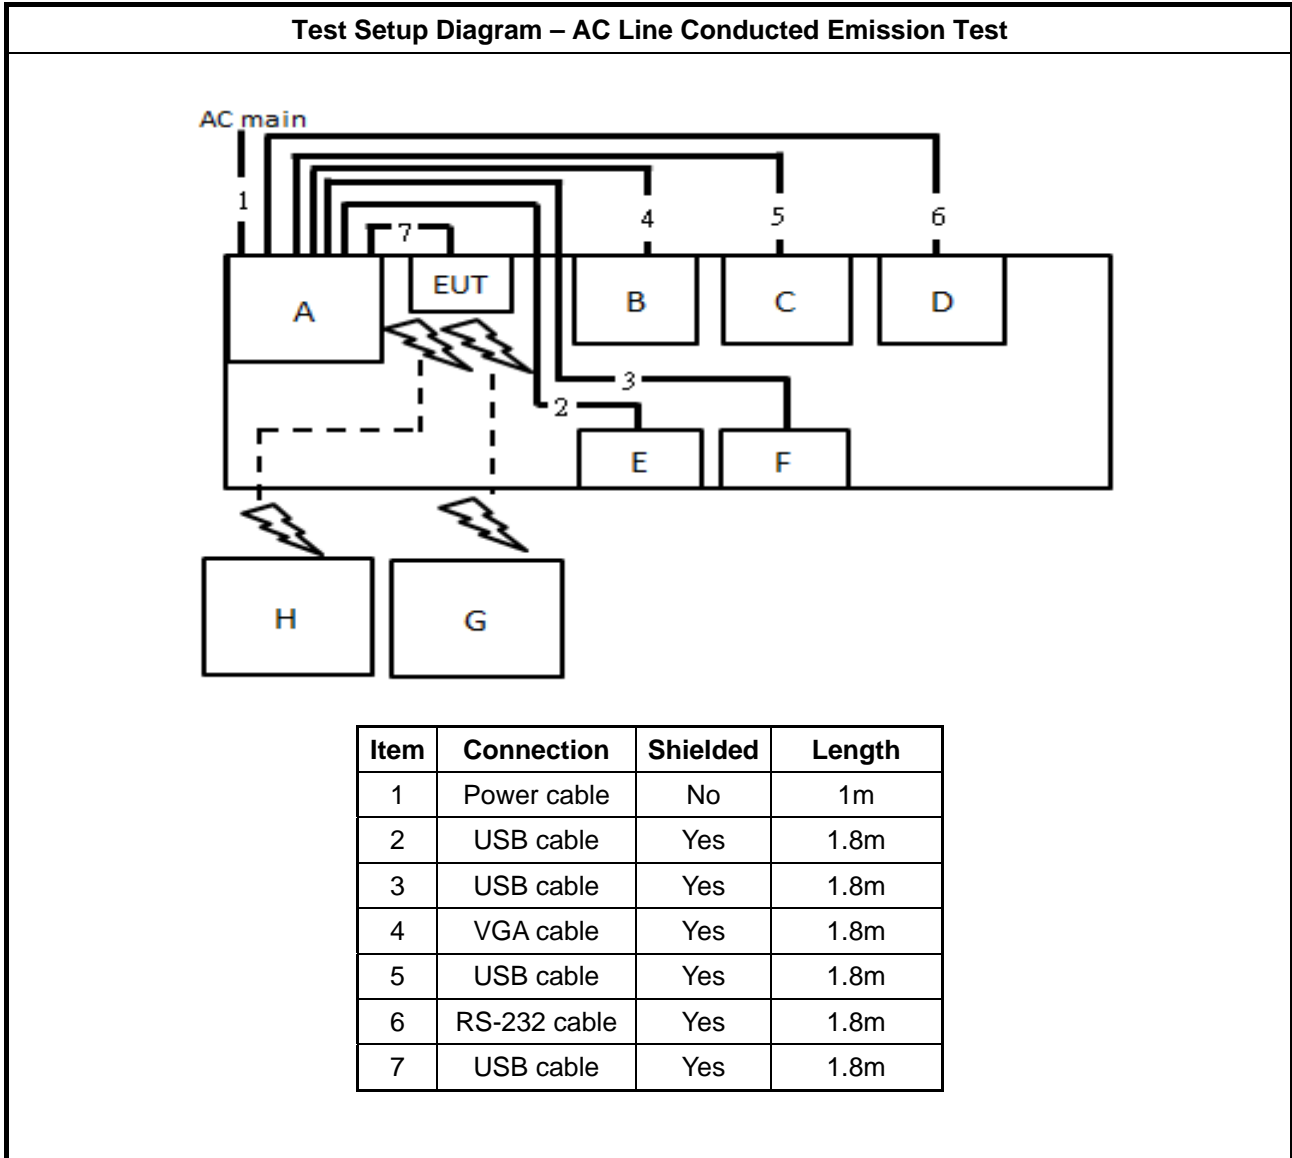 Test Setup Diagram – AC Line Conducted Emission Test
AC main
1
4
5
6
7
A
EUT
B
C
D
3
2
E
F
H
G
Item Connection Shielded Length
1 Power cable No 1m
2 USB cable Yes 1.8m
3 USB cable Yes 1.8m
4 VGA cable Yes 1.8m
5 USB cable Yes 1.8m
6 RS-232 cable Yes 1.8m
7 USB cable Yes 1.8m